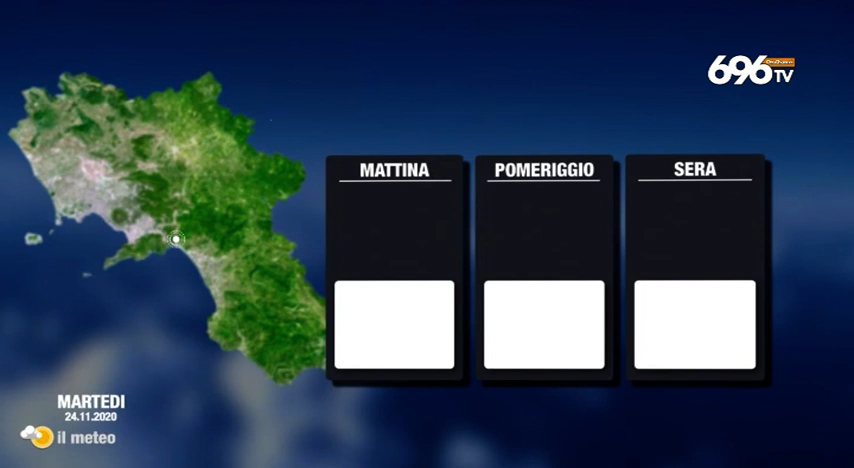 696
TV
MATTINA
POMERIGGIO
SERA
MARTEDI
24.11.2020
il meteo